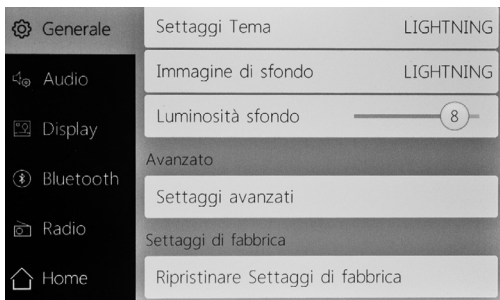 Generale
Audio
Display
Bluetooth
Radio
Home
Settaggi Tema LIGHTNING
Immagine di sfondo LIGHTNING
Luminosità sfondo 8
Avanzato
Settaggi avanzati
Settaggi di fabbrica
Ripristinare Settaggi di fabbrica